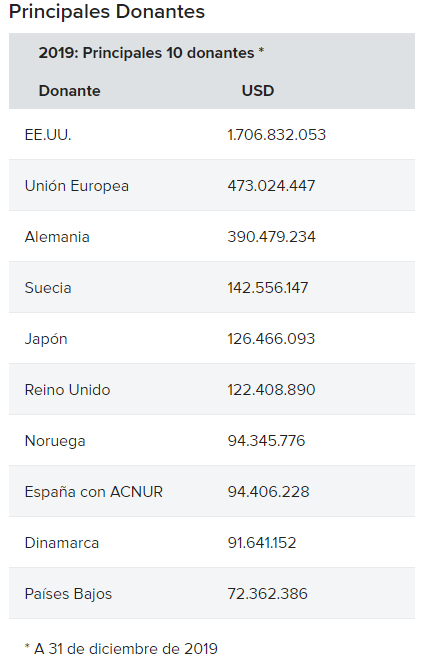 Principales Donantes
2019: Principales 10 donantes *
Donante USD
EE.UU. 1.706.832.053
Unión Europea 473.024.447
Alemania 390.479.234
Suecia 142.556.147
Japón 126.466.093
Reino Unido 122.408.890
Noruega 94.345.776
España con ACNUR 94.406.228
Dinamarca 91.641.152
Países Bajos 72.362.386
* A 31 de diciembre de 2019